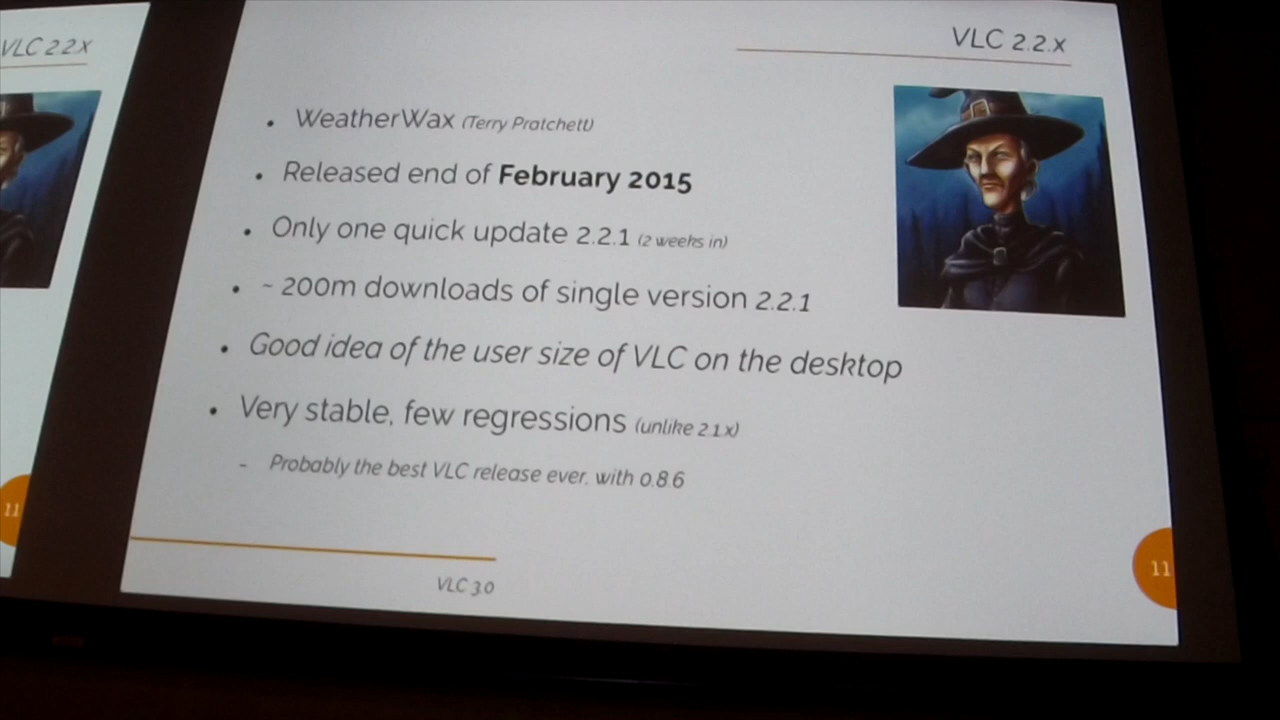 VLC 2.2.x
VLC 2.2.x
• WeatherWax (Terry Pratchett)
• Released end of February 2015
• Only one quick update 2.2.1 (2 weeks in)
• ~ 200m downloads of single version 2.2.1
• Good idea of the user size of VLC on the desktop
• Very stable, few regressions (unlike 2.1.x)
- Probably the best VLC release ever, with 0.8.6
11
VLC 3.0
11